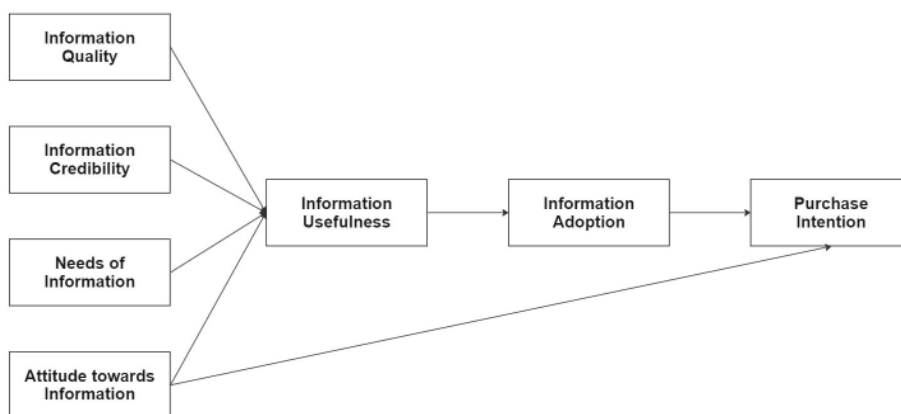 Information
Quality
Information
Credibility
Needs of
Information
Attitude towards
Information
Information
Usefulness
Information
Adoption
Purchase
Intention